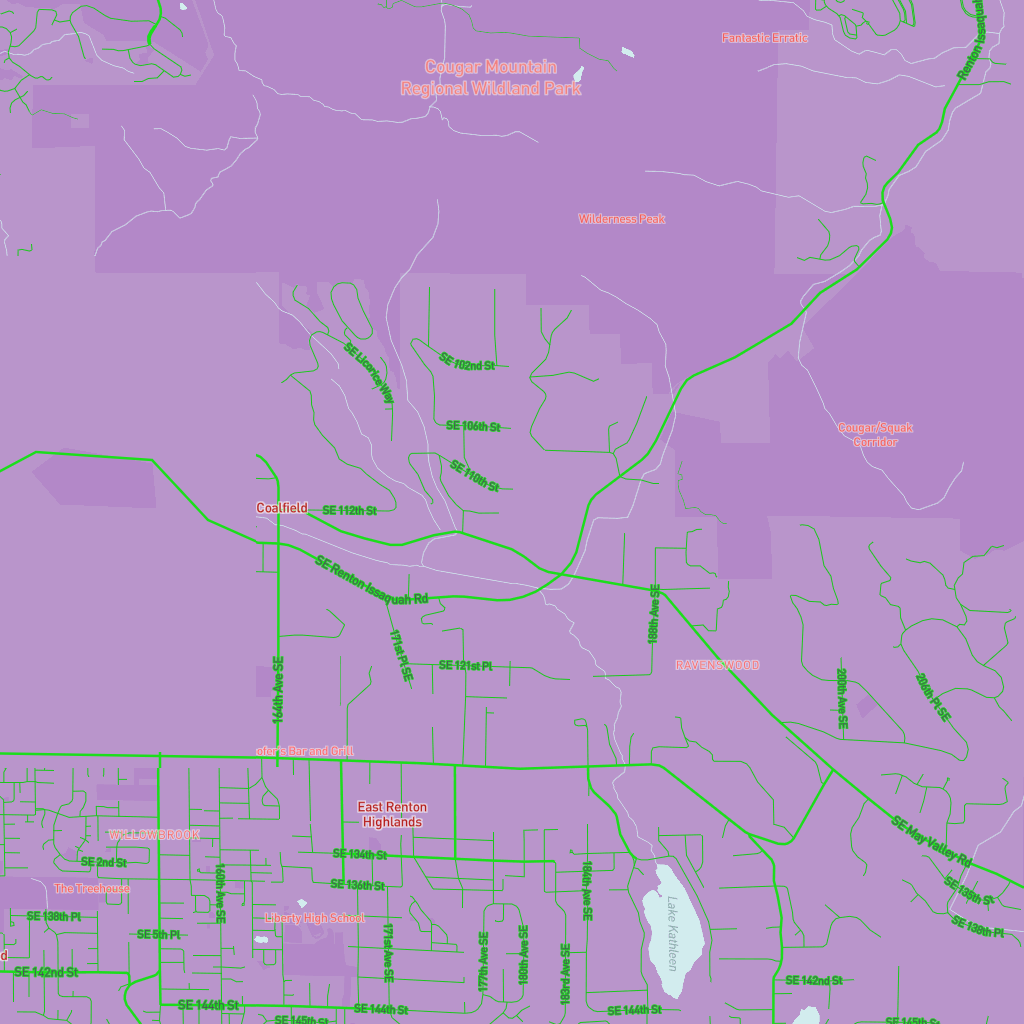 Renton Issaquah
Fantastic Erratic
Cougar Mountain
Regional Wildland Park
Wilderness Peak
SE Licorice Way
SE 102nd St
SE 106th St
Cougar/Squak
Corridor
SE 110th St
Coalfield
SE 112th St
SE Renton Issaquah Rd
188th Ave SE
171st Pl SE
SE 121st Pl
RAVENSWOOD
164th Ave SE
200th Ave SE
206th Pl SE
ofer's Bar and Grill
East Renton
Highlands
WILLOWBROOK
SE May Valley Rd
SE 134th St
SE 2nd St
SE 136th St
160th Ave SE
184th Ave SE
The Treehouse
SE 135th St
SE 138th Pl
Liberty High School
SE 138th Pl
SE 5th Pl
Lake Kathleen
171st Ave SE
177th Ave SE
180th Ave SE
183rd Ave SE
d
SE 142nd St
SE 142nd St
SE 144th St
SE 144th St
SE 144th St
SE 145th St
SE 145th St